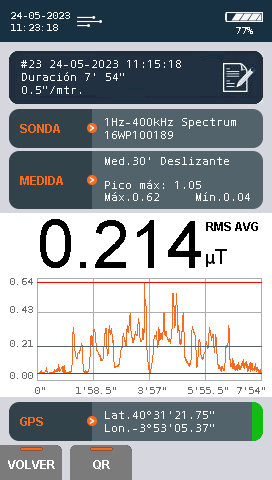 24-05-2023
11:23:18
77%
#23 24-05-2023 11:15:18
Duración 7' 54"
0.5"/mtr.
SONDA
1Hz-400kHz Spectrum
16WP100189
MEDIDA
Med.30' Deslizante
Pico máx: 1.05
Máx.0.62 Mín.0.04
0.214 RMS AVG
µT
0.64
0.43
0.21
0.00
0" 1'58.5" 3'57" 5'55.5" 7'54"
GPS
Lat.40°31'21.75"
Lon.-3°53'05.37"
VOLVER QR